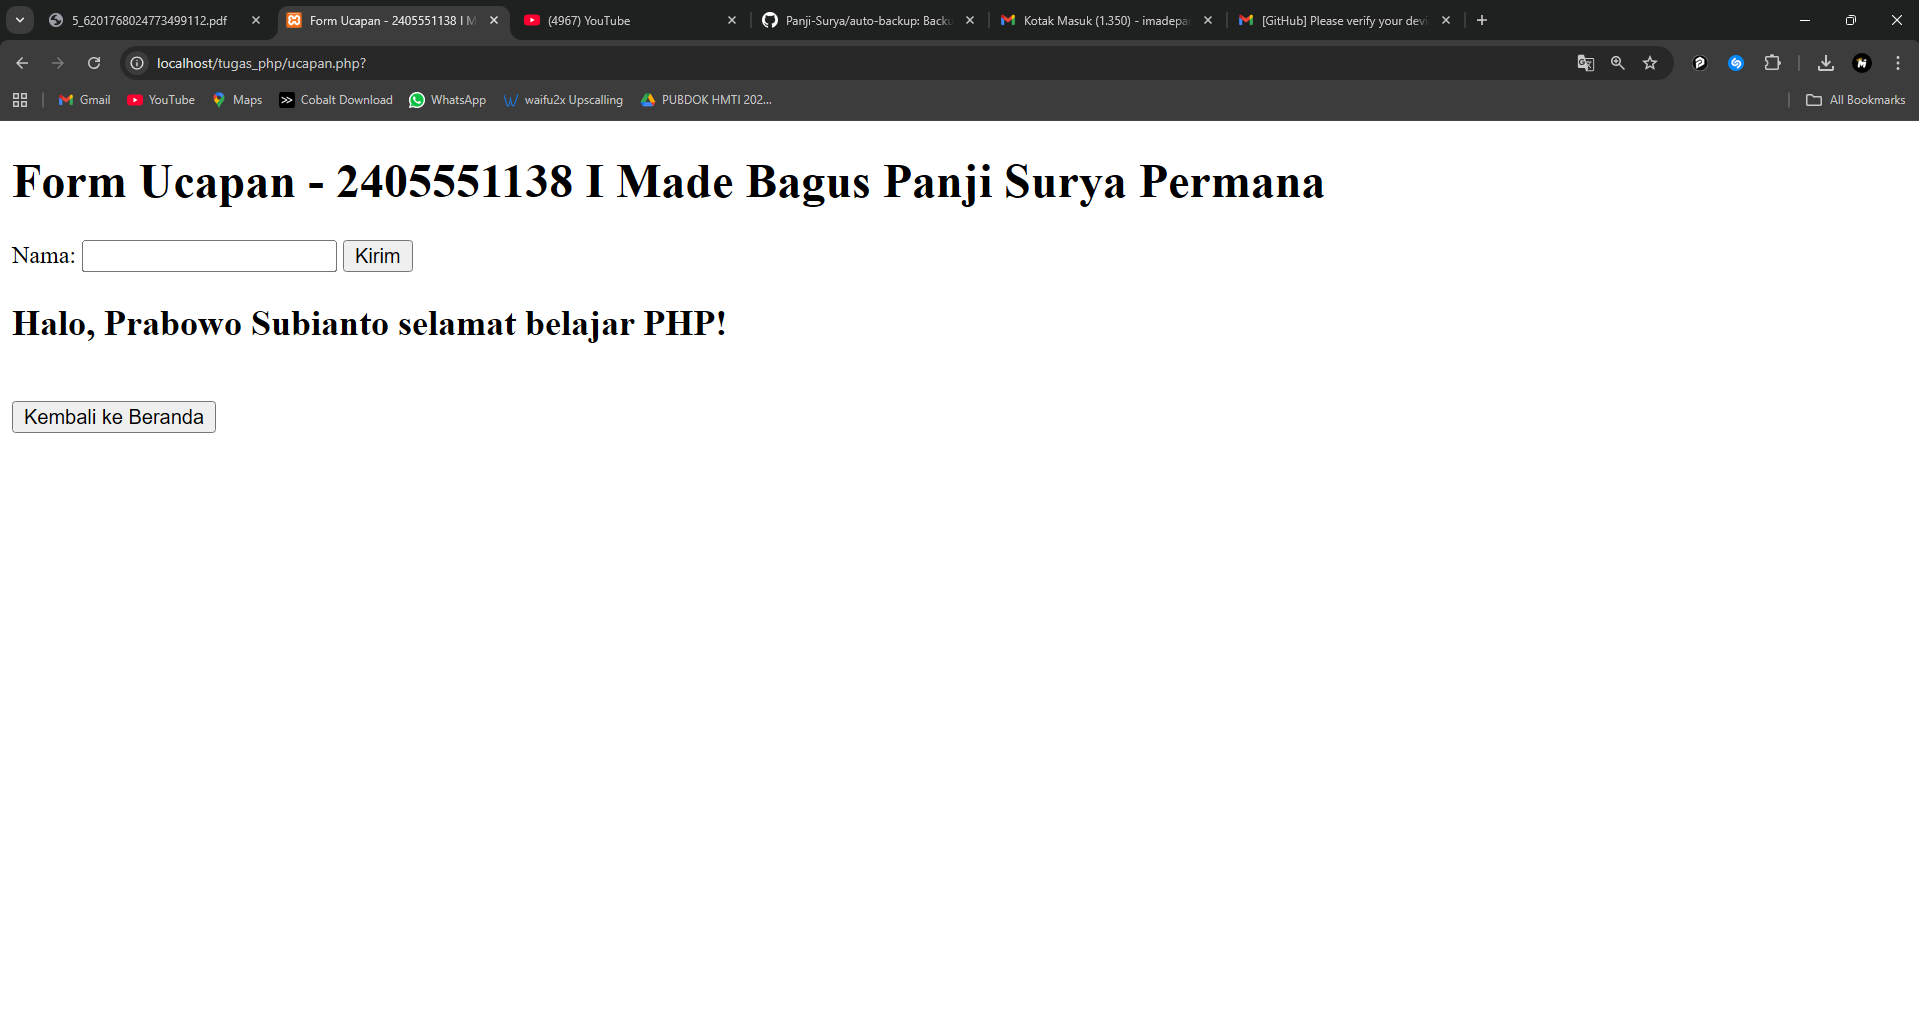 5_6201768024773499112.pdf
Form Ucapan - 2405551138 I M
(4967) YouTube
Panji-Surya/auto-backup: Backu
Kotak Masuk (1.350) - imadepa
[GitHub] Please verify your devi
localhost/tugas_php/ucapan.php?
Gmail
YouTube
Maps
Cobalt Download
WhatsApp
waifu2x Upscalling
PUBDOK HMTI 202...
All Bookmarks
Form Ucapan - 2405551138 I Made Bagus Panji Surya Permana
Nama: Kirim
Halo, Prabowo Subianto selamat belajar PHP!
Kembali ke Beranda